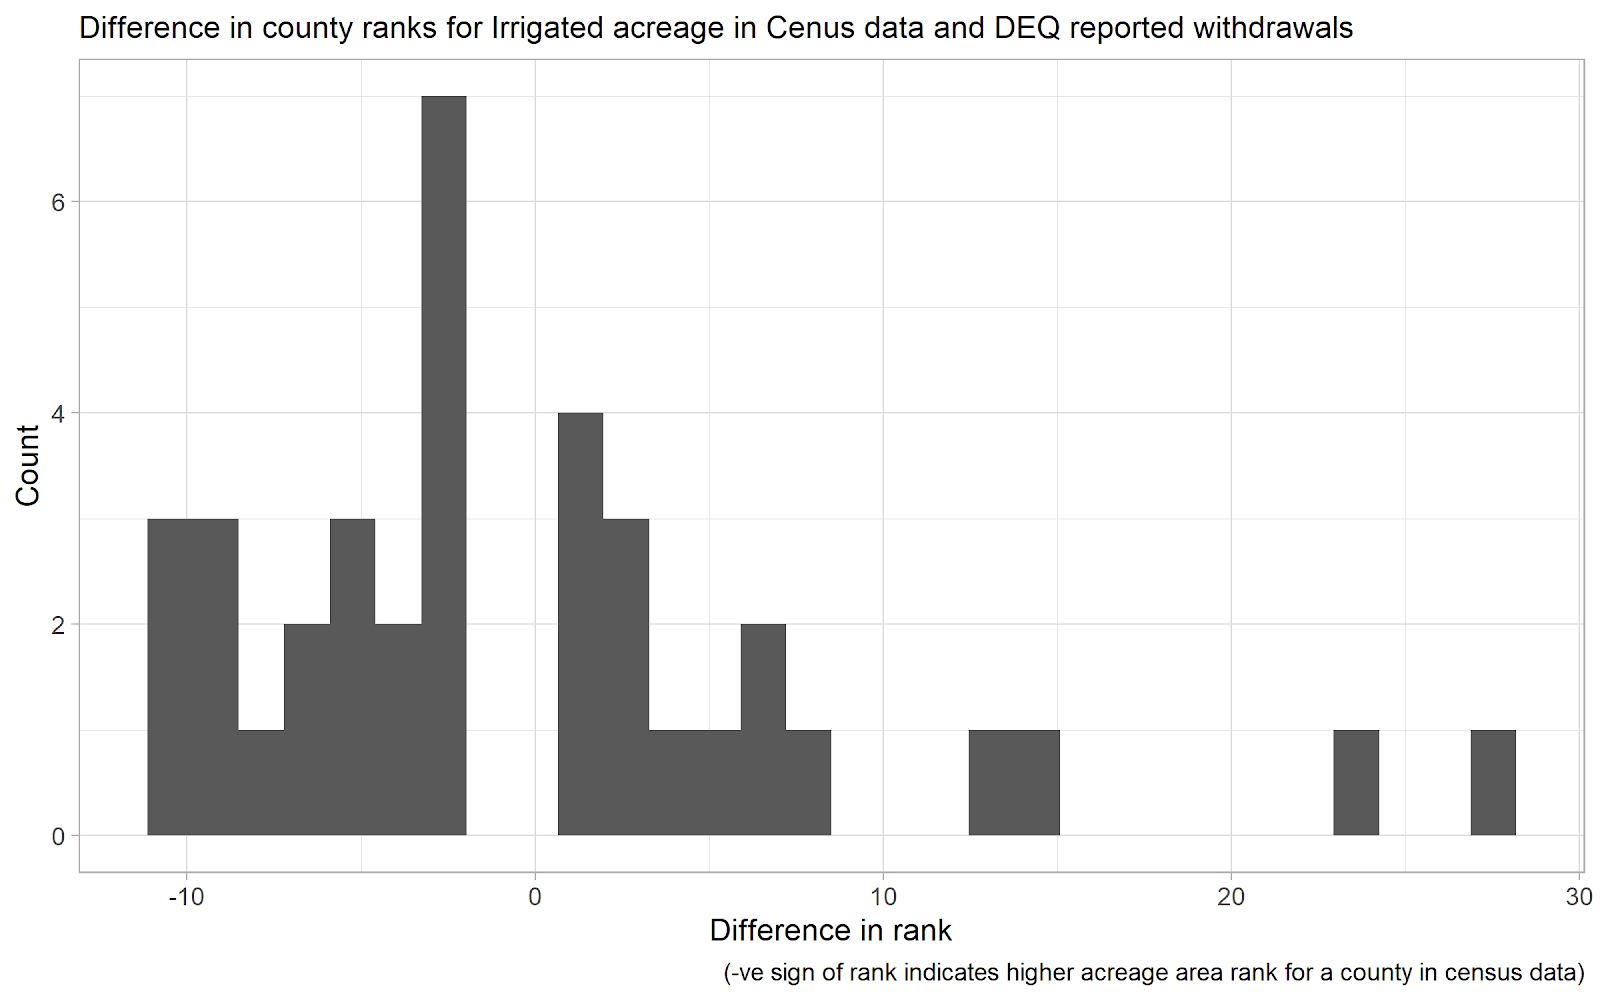 Difference in county ranks for Irrigated acreage in Cenus data and DEQ reported withdrawals
6
4
2
0
Count
-10 0 10 20 30
Difference in rank
(-ve sign of rank indicates higher acreage area rank for a county in census data)